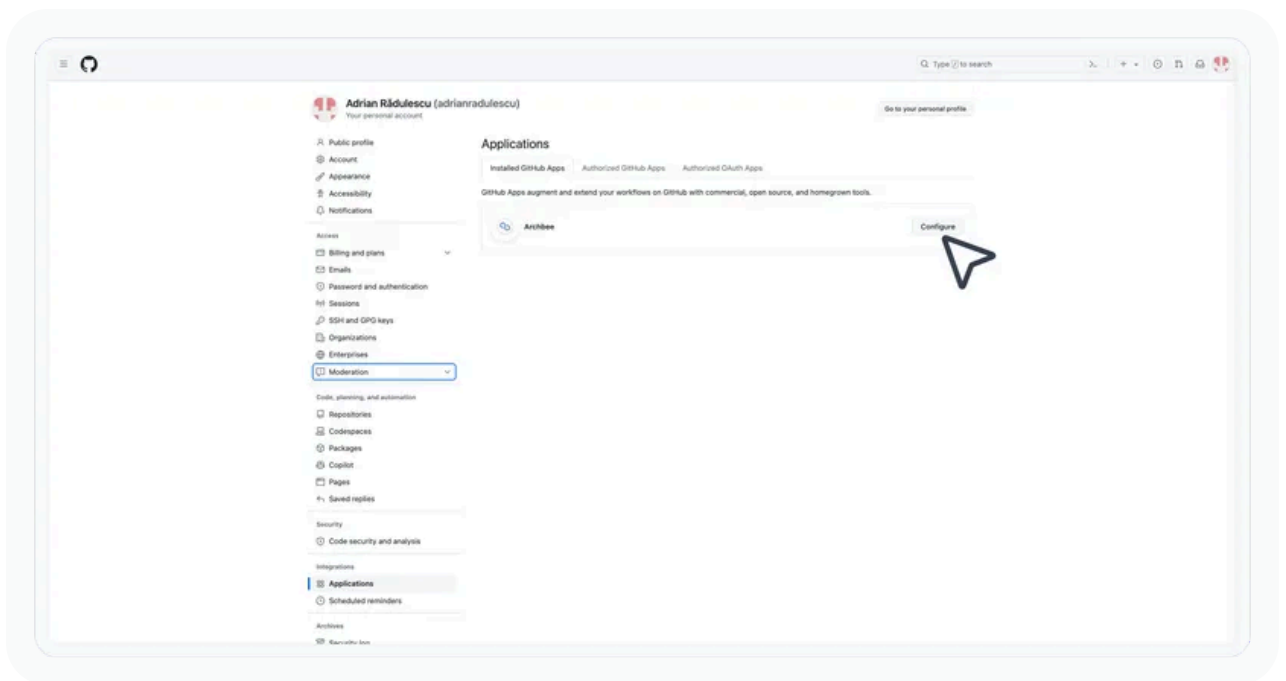 Type / to search
Adrian Rădulescu (adrianradulescu)
Your personal account
Go to your personal profile
Public profile
Account
Appearance
Accessibility
Notifications
Access
Billing and plans
Emails
Password and authentication
Sessions
SSH and GPG keys
Organizations
Enterprises
Moderation
Code, planning, and automation
Repositories
Codespaces
Packages
Copilot
Pages
Saved replies
Security
Code security and analysis
Integrations
Applications
Scheduled reminders
Archives
Security log
Applications
Installed GitHub Apps Authorized GitHub Apps Authorized OAuth Apps
GitHub Apps augment and extend your workflows on GitHub with commercial, open source, and homegrown tools.
Archbee
Configure